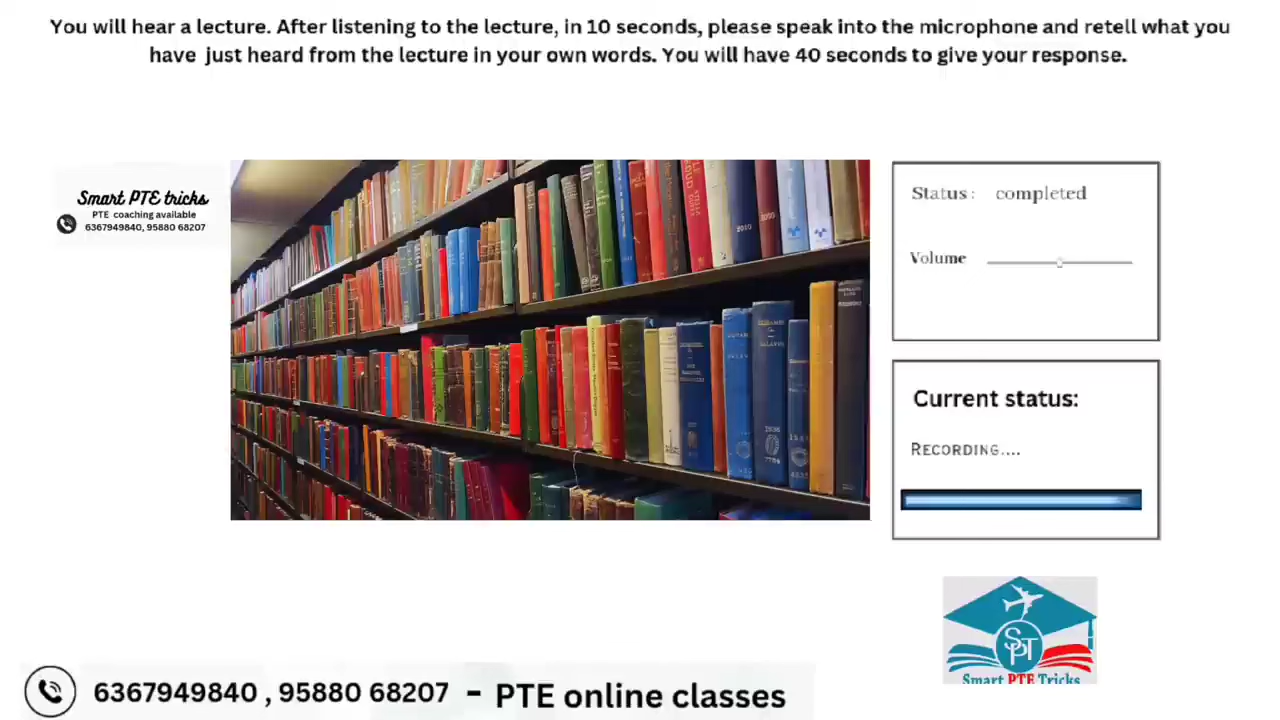 You will hear a lecture. After listening to the lecture, in 10 seconds, please speak into the microphone and retell what you
have just heard from the lecture in your own words. You will have 40 seconds to give your response.
Smart PTE tricks
PTE coaching available
6367949840, 95880 68207
Status: completed
Volume
Current status:
RECORDING....
SPT
Smart PTE Tricks
6367949840 , 95880 68207 - PTE online classes